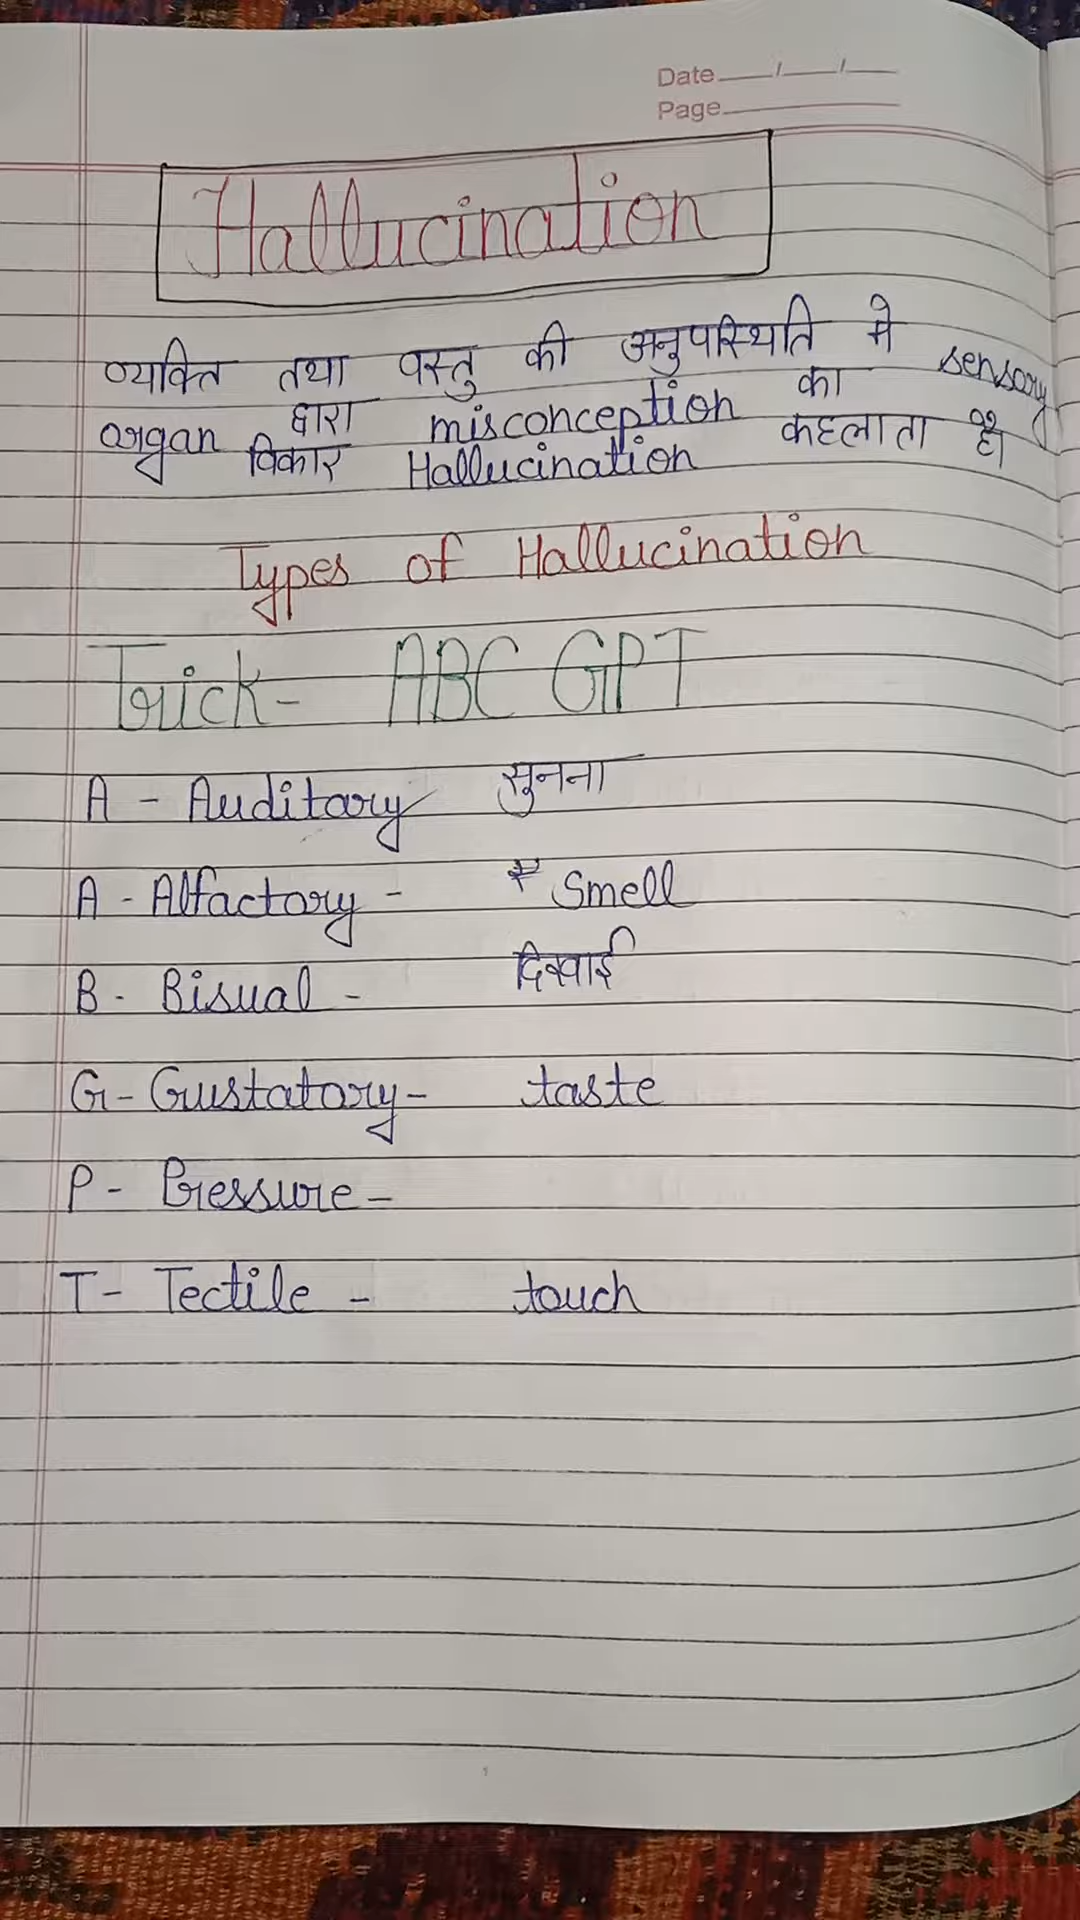 Date / /
Page
Hallucination
व्यक्ति तथा वस्तु की अनुपस्थिति मे sensory
organ द्वारा misconception का
विकार Hallucination कहलाता है।
Types of Hallucination
Trick- ABC GPT
A - Auditory सुनना
A - Alfactory - Smell
B - Bisual - दिखाई
G - Gustatory - taste
P - Pressure -
T - Tectile - touch